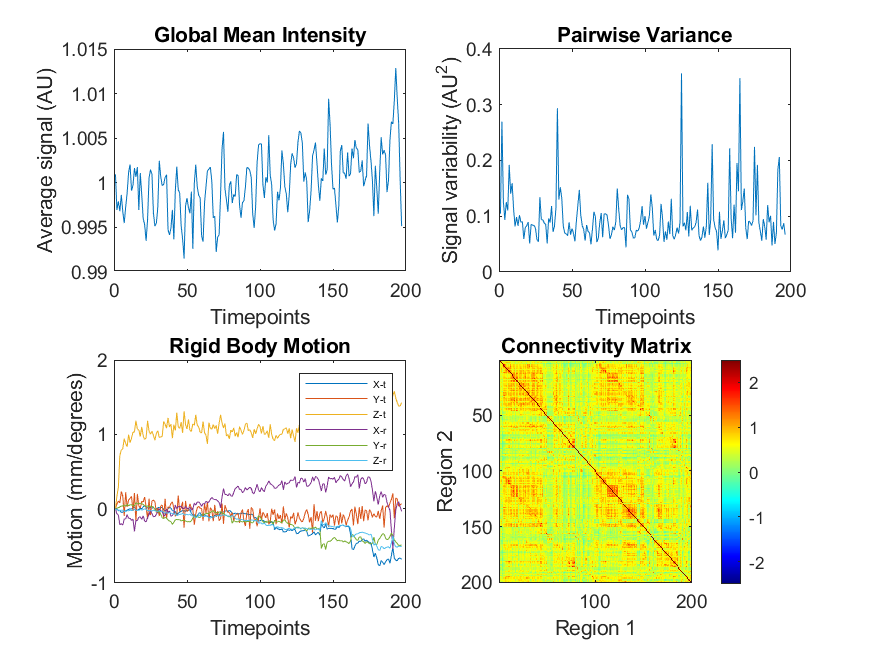 Global Mean Intensity
1.015
1.01
1.005
1
0.995
0.99
Average signal (AU)
0 50 100 150 200
Timepoints
Pairwise Variance
0.4
0.3
0.2
0.1
0
Signal variability (AU²)
0 50 100 150 200
Timepoints
Rigid Body Motion
2
1
0
-1
Motion (mm/degrees)
X-t
Y-t
Z-t
X-r
Y-r
Z-r
0 50 100 150 200
Timepoints
Connectivity Matrix
50
100
150
200
Region 2
100 200
Region 1
2
1
0
-1
-2